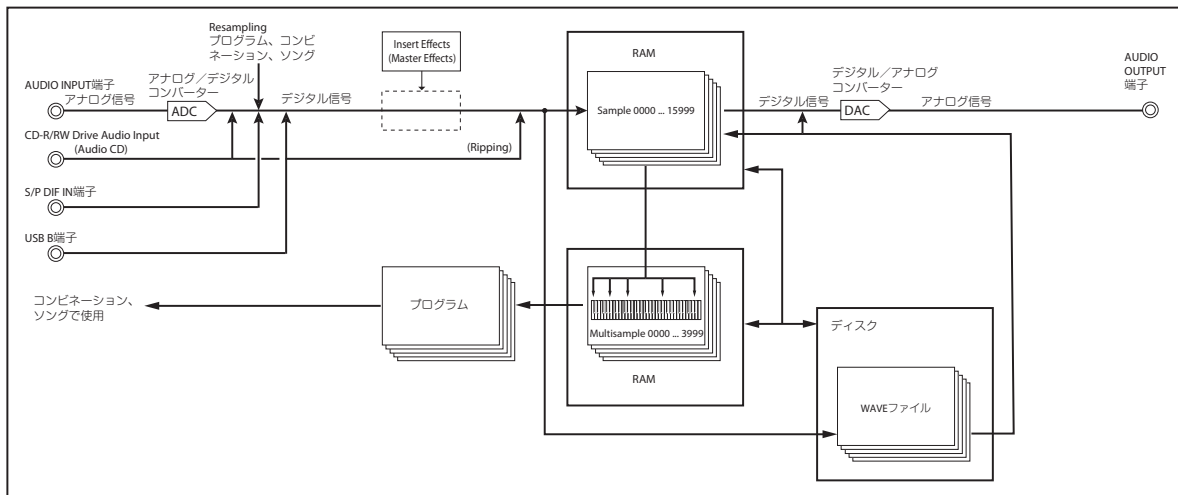 Resampling
プログラム、コンビ
ネーション、ソング
Insert Effects
(Master Effects)
RAM
AUDIO
OUTPUT
端子
AUDIO INPUT端子
アナログ信号
アナログ／デジタル
コンバーター
ADC
デジタル信号
Sample 0000 ... 15999
デジタル信号
デジタル／アナログ
コンバーター
DAC
アナログ信号
CD-R/RW Drive Audio Input
(Audio CD)
(Ripping)
S/P DIF IN端子
USB B端子
コンビネーション、
ソングで使用
プログラム
Multisample 0000 ... 3999
RAM
ディスク
WAVEファイル